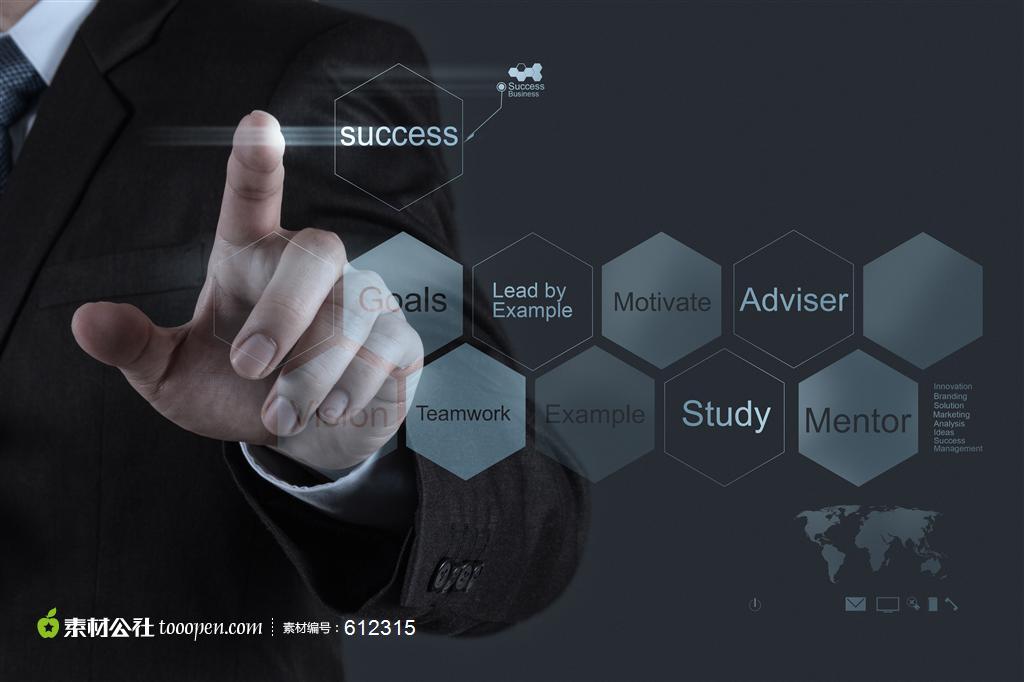 success
Success
Business
Goals
Lead by
Example
Motivate
Adviser
Vision
Teamwork
Example
Study
Mentor
Innovation
Branding
Solution
Marketing
Analysis
Ideas
Success
Management
素材公社 tooopen.com 素材编号：612315